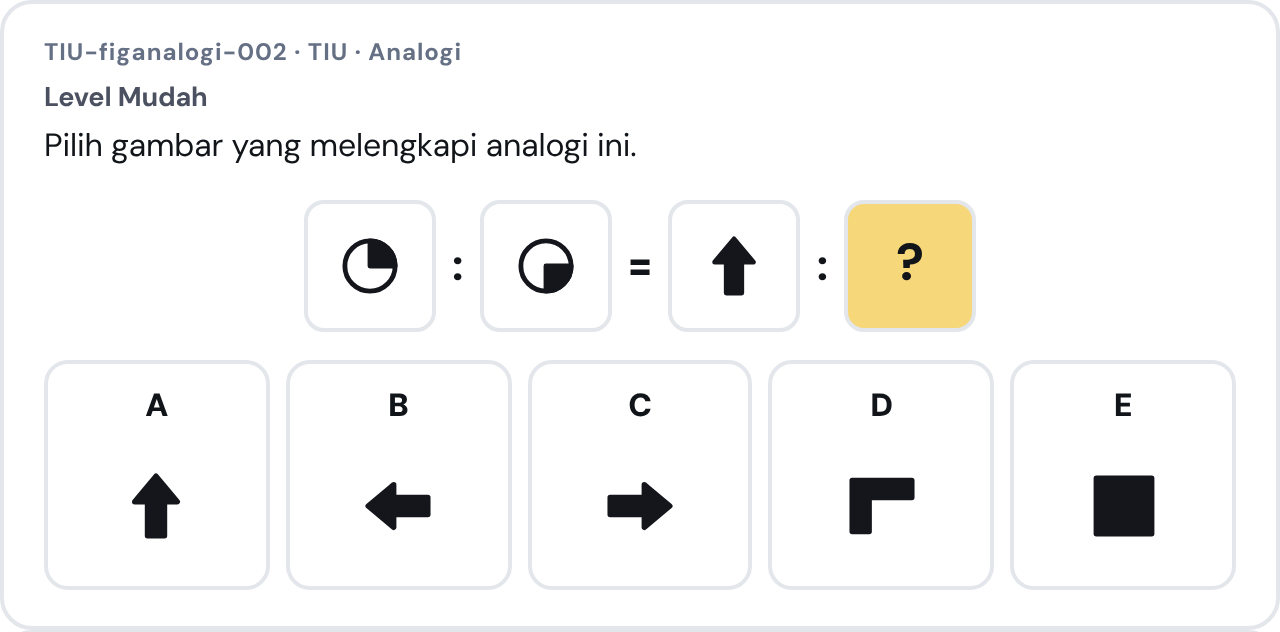 TIU-figanalogi-002 · TIU · Analogi
Level Mudah
Pilih gambar yang melengkapi analogi ini.
: = : ?
A B C D E